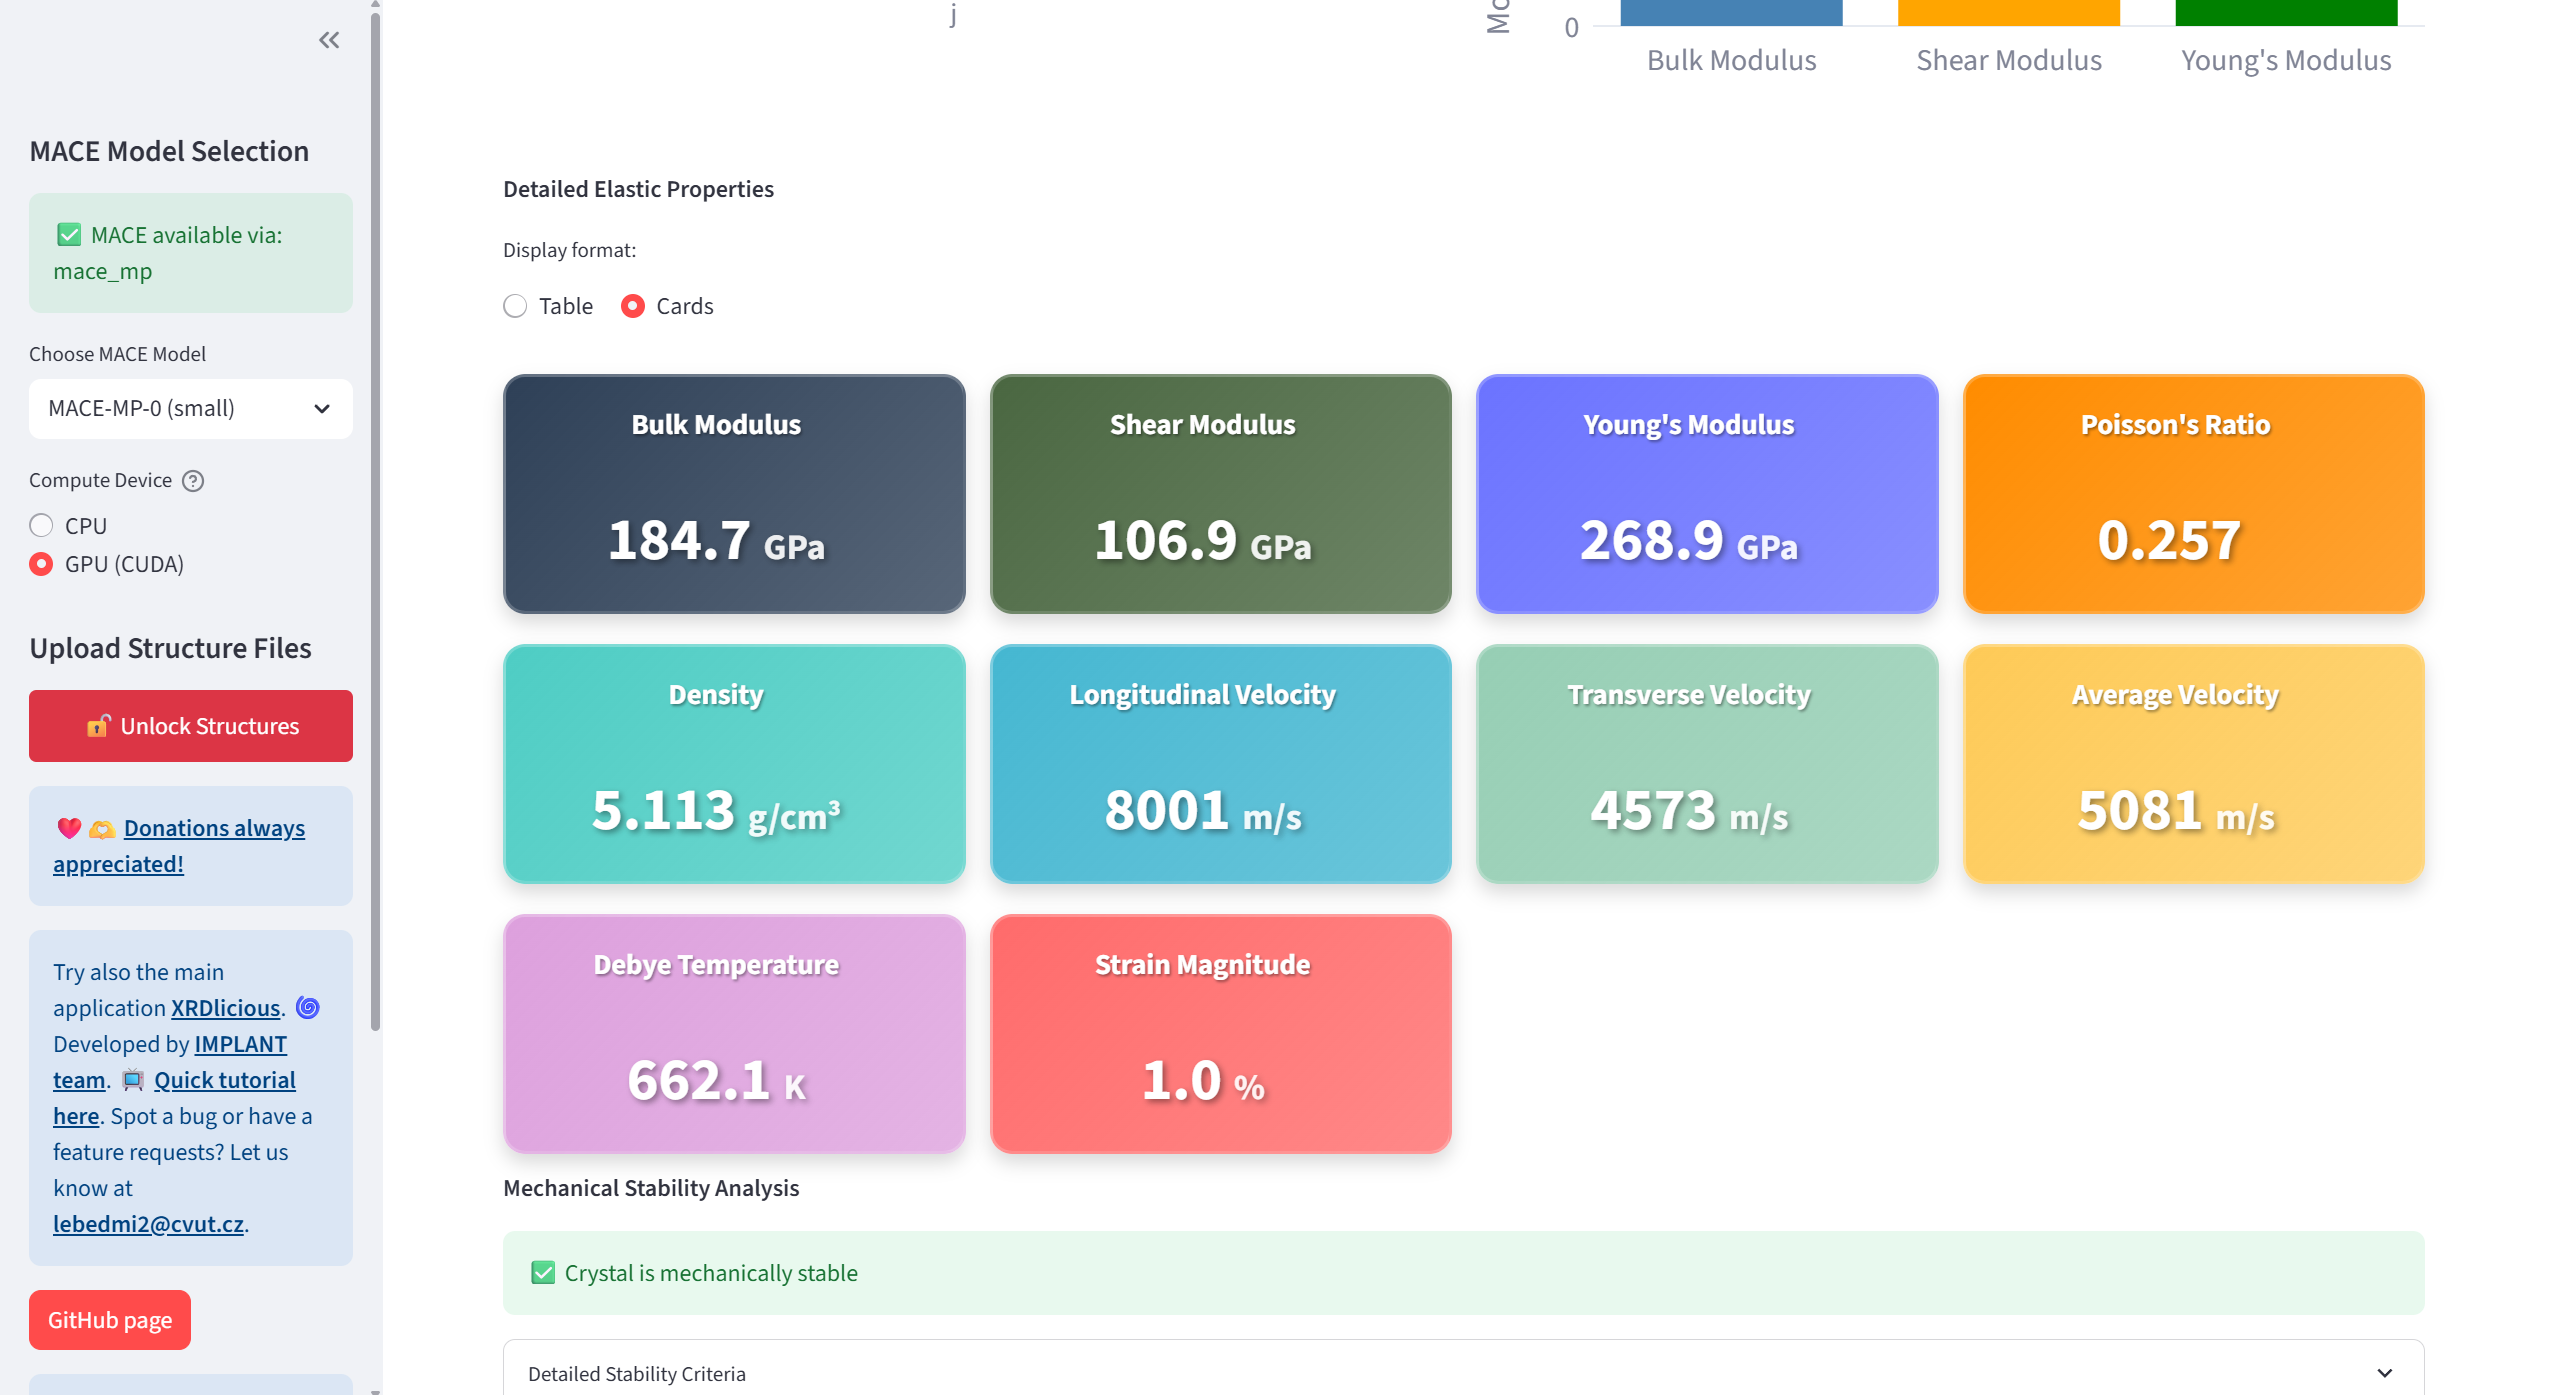 MACE Model Selection
✅ MACE available via:
mace_mp
Choose MACE Model
MACE-MP-0 (small)
Compute Device
CPU
GPU (CUDA)
Upload Structure Files
🔓 Unlock Structures
❤️🫶 Donations always
appreciated!
Try also the main
application XRDlicious. 🌀
Developed by IMPLANT
team. 📺 Quick tutorial
here. Spot a bug or have a
feature requests? Let us
know at
lebedmi2@cvut.cz.
GitHub page
j
0
Bulk Modulus
Shear Modulus
Young's Modulus
Detailed Elastic Properties
Display format:
Table
Cards
Bulk Modulus
184.7 GPa
Shear Modulus
106.9 GPa
Young's Modulus
268.9 GPa
Poisson's Ratio
0.257
Density
5.113 g/cm³
Longitudinal Velocity
8001 m/s
Transverse Velocity
4573 m/s
Average Velocity
5081 m/s
Debye Temperature
662.1 K
Strain Magnitude
1.0 %
Mechanical Stability Analysis
✅ Crystal is mechanically stable
Detailed Stability Criteria